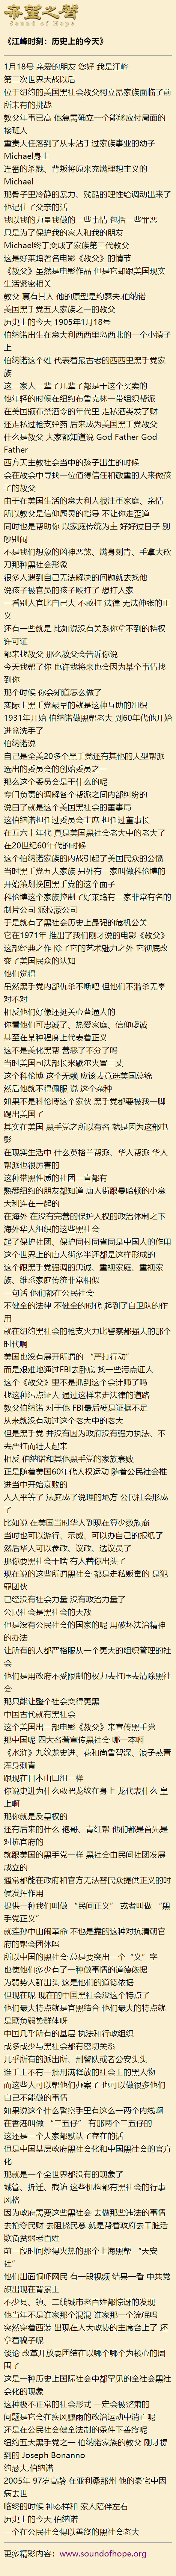 希望之声
Sound of Hope
《江峰时刻：历史上的今天》
1月18号 亲爱的朋友 您好 我是江峰
第二次世界大战以后
位于纽约的美国黑社会教父柯立昂家族面临了前
所未有的挑战
教父年事已高 他急需确立一个能够应付局面的
接班人
重责大任落到了从未沾手过家族事业的幼子
Michael身上
连番的杀戮、背叛将原来充满理想主义的
Michael
那骨子里冷静的暴力、残酷的理性给调动出来了
他记住了父亲的话
我以我的力量我做的一些事情 包括一些罪恶
只是为了保护我的家人和我的朋友
Michael终于变成了家族第二代教父
这是好莱坞著名电影《教父》的情节
《教父》虽然是电影作品 但是它却跟美国现实
生活紧密相关
教父 真有其人 他的原型是约瑟夫.伯纳诺
美国黑手党五大家族之一的教父
历史上的今天 1905年1月18号
伯纳诺出生在意大利西西里岛西北的一个小镇子
上
伯纳诺这个姓 代表着最古老的西西里黑手党家
族
这一家人一辈子几辈子都是干这个买卖的
他年轻的时候在纽约布鲁克林一带组织帮派
在美国颁布禁酒令的年代里 走私酒类发了财
还走私过枪支弹药 后来成为美国黑手党教父
什么是教父 大家都知道说 God Father God
Father
西方天主教社会当中的孩子出生的时候
会在教会中寻找一位值得信任和敬重的人来做孩
子的教父
由于在美国生活的意大利人很注重家庭、亲情
所以教父是信仰属灵的指导 不让你走歪道
同时也是帮助你 以家庭传统为主 好好过日子 别
吵别闹
不是我们想象的凶神恶煞、满身刺青、手拿大砍
刀那种黑社会形象
很多人遇到自己无法解决的问题就去找他
说孩子被官员的孩子殴打了 想打人家
一看别人官比自己大 不敢打 法律 无法伸张的正
义
还有一些就是 比如说没有关系你拿不到的特权
许可证
都来找教父 那么教父会告诉你说
今天我帮了你 也许我将来也会因为某个事情找
到你
那个时候 你会知道怎么做了
实际上黑手党最早的就是这种互助的组织
1931年开始 伯纳诺做黑帮老大 到60年代他开始
进盆洗手了
伯纳诺说
自己是全美20多个黑手党还有其他的大型帮派
选出的委员会的创始委员之一
那么这个委员会是干什么的呢
专门负责的调解各个帮派之间内部纠纷的
说白了就是这个美国黑社会的董事局
这伯纳诺担任过委员会主席 担任过董事长
在五六十年代 真是美国黑社会老大中的老大了
在20世纪60年代的时候
这个伯纳诺家族的内战引起了美国民众的公愤
当时黑手党五大家族 另外有一家叫做科伦博的
开始策划挽回黑手党的这个面子
科伦博这个家族控制了好莱坞有一家非常有名的
制片公司 派拉蒙公司
于是就有了黑社会历史上最强的危机公关
它在1971年 推出了我们刚才说的电影《教父》
这部经典之作 除了它的艺术魅力之外 它彻底改
变了美国民众的认知
他们觉得
虽然黑手党内部仇杀不断吧 但他们不滥杀无辜
对不对
相反他们好像还挺关心普通人的
你看他们可忠诚了、热爱家庭、信仰虔诚
甚至在某种程度上代表着正义
这不是美化黑帮 善恶了不分了吗
当时美国司法部长米歇尔火冒三丈
这个科伦博 这个无赖 应该去竞选美国总统
然后他就不得佩服 说 这个杂种
如果不是科伦博这个家伙 黑手党都要被我一脚
踢出美国了
其实在美国 黑手党之所以有名 就是因为这部电
影
在现实生活中 什么英格兰帮派、华人帮派 华人
帮派也很厉害的
这种带黑性质的社团一直都有
熟悉纽约的朋友都知道 唐人街跟曼哈顿的小意
大利连在一起的
在海外 在没有完善的保护人权的政治体制之下
海外华人组织的这些黑社会
起了保护社团、保护同村同省同是中国人的作用
这个世界上的唐人街多半还都是这样形成的
这个跟黑手党强调的忠诚、重视家庭、重视家
族、维系家庭传统非常相似
一句话 他们都在公民社会
不健全的法律 不健全的时代 起到了自卫队的作
用
就在纽约黑社会的枪支火力比警察都强大的那个
时代啊
美国也没有展开所谓的 “严打行动”
而是艰难地通过FBI去卧底 找一些污点证人
这个《教父》里不是抓到这个会计师了吗
找这种污点证人 通过这样来走法律的道路
教父伯纳诺 对于他 FBI最后硬是证据不足
从来就没有动过这个老大中的老大
但是黑手党 并没有因为政府没有强力执法、不
去严打而壮大起来
相反 伯纳诺和其他黑手党的家族衰败
正是随着美国60年代人权运动 随着公民社会推
进当中开始衰败的
人人平等了 法庭成了说理的地方 公民社会形成
了
比如说 在美国当时华人到现在算少数族裔
当时也可以游行、示威、可以办自己的报纸了
然后华人可以参政、议政、选议员了
那你要黑社会干啥 有人替你出头了
现在说的这些所谓黑社会 都是走私贩毒的 是犯
罪团伙
已经没有社会力量 没有政治力量了
公民社会是黑社会的天敌
但是没有公民社会的国家的呢 用破坏法治精神
的办法
让所有的人都严格服从一个更大的组织管理的社
会
他们是用政府不受限制的权力去打压去清除黑社
会
那只能让整个社会变得更黑
中国古代就有黑社会
这个美国出一部电影《教父》来宣传黑手党
那中国呢 四大名著宣传黑社会 哪一本啊
《水浒》九纹龙史进、花和尚鲁智深、浪子燕青
浑身刺青
跟现在日本山口组一样
你说史进为什么敢把龙纹在身上 龙代表什么 皇
上啊
那你就是反皇权的
还有后来的什么 袍哥、青红帮 他们都是首先是
对抗官府的
就跟美国的黑手党一样 黑社会由民间社团发展
成立的
通常都能在政府和官方无法替民众提供正义的时
候发挥作用
提供一种我们叫做 “民间正义” 或者叫做 “黑
手党正义”
就连孙中山闹革命 不也是靠的这种对抗清朝官
府的帮会团体吗
所以中国的黑社会 总是要突出一个 “义” 字
也使他们多少有了一种做事情的道德依据
为弱势人群出头 这是他们的道德依据
但现在呢 现在的中国黑社会没这个特点了
他们最大特点就是官黑结合 他们最大的特点就
是欺负弱势群体呀
中国几乎所有的基层 执法和行政组织
或多或少与黑社会都有密切关系
几乎所有的派出所、刑警队或者公安头头
谁手上不有一批刑满释放的社会上的黑人物
而这些人可以帮他们办案子 也可以做很多他们
自己不能做的事情
如果说这个什么警察手里有这么一两个内线啊
在香港叫做 “二五仔” 有那两个二五仔的
这还是一个大家都默认了存在的话
但是中国基层政府黑社会化和中国黑社会的官方
化
那就是一个全世界都没有的现象了
城管、拆迁、截访 这些机构都有黑社会的行事
风格
因为政府需要这些黑社会 去做那些违法的事情
去抢夺民财 去阻挠民意 就是帮着政府去干脏活
欺负贫弱老百姓
前一段时间炒得火热的那个上海黑帮 “天安
社”
他们出面恫吓网民 有一段视频 结果一看 中共党
旗出现在背景上
不少县、镇、二线城市老百姓都惊讶的发现
他当年不是谁家那个混混 谁家那一个流氓吗
突然穿着西装 出现在人大政协的主席台上了 还
拿着稿子呢
谈论 改革开放要团结在以哪个哪个为核心的周
围了
这是一种历史上国际社会中都罕见的全社会黑社
会化的现象
这种极不正常的社会形式 一定会被整肃的
问题是它会在疾风骤雨的政治运动中消亡呢
还是在公民社会健全法制的条件下善终呢
纽约五大黑手党之一 伯纳诺家族的教父 刚才提
到的 Joseph Bonanno
约瑟夫.伯纳诺
2005年 97岁高龄 在亚利桑那州 他的豪宅中因
病去世
临终的时候 神态祥和 家人陪伴左右
历史上的今天 伯纳诺
一个在公民社会得以善终的黑社会老大
更多精彩内容：www.soundofhope.org